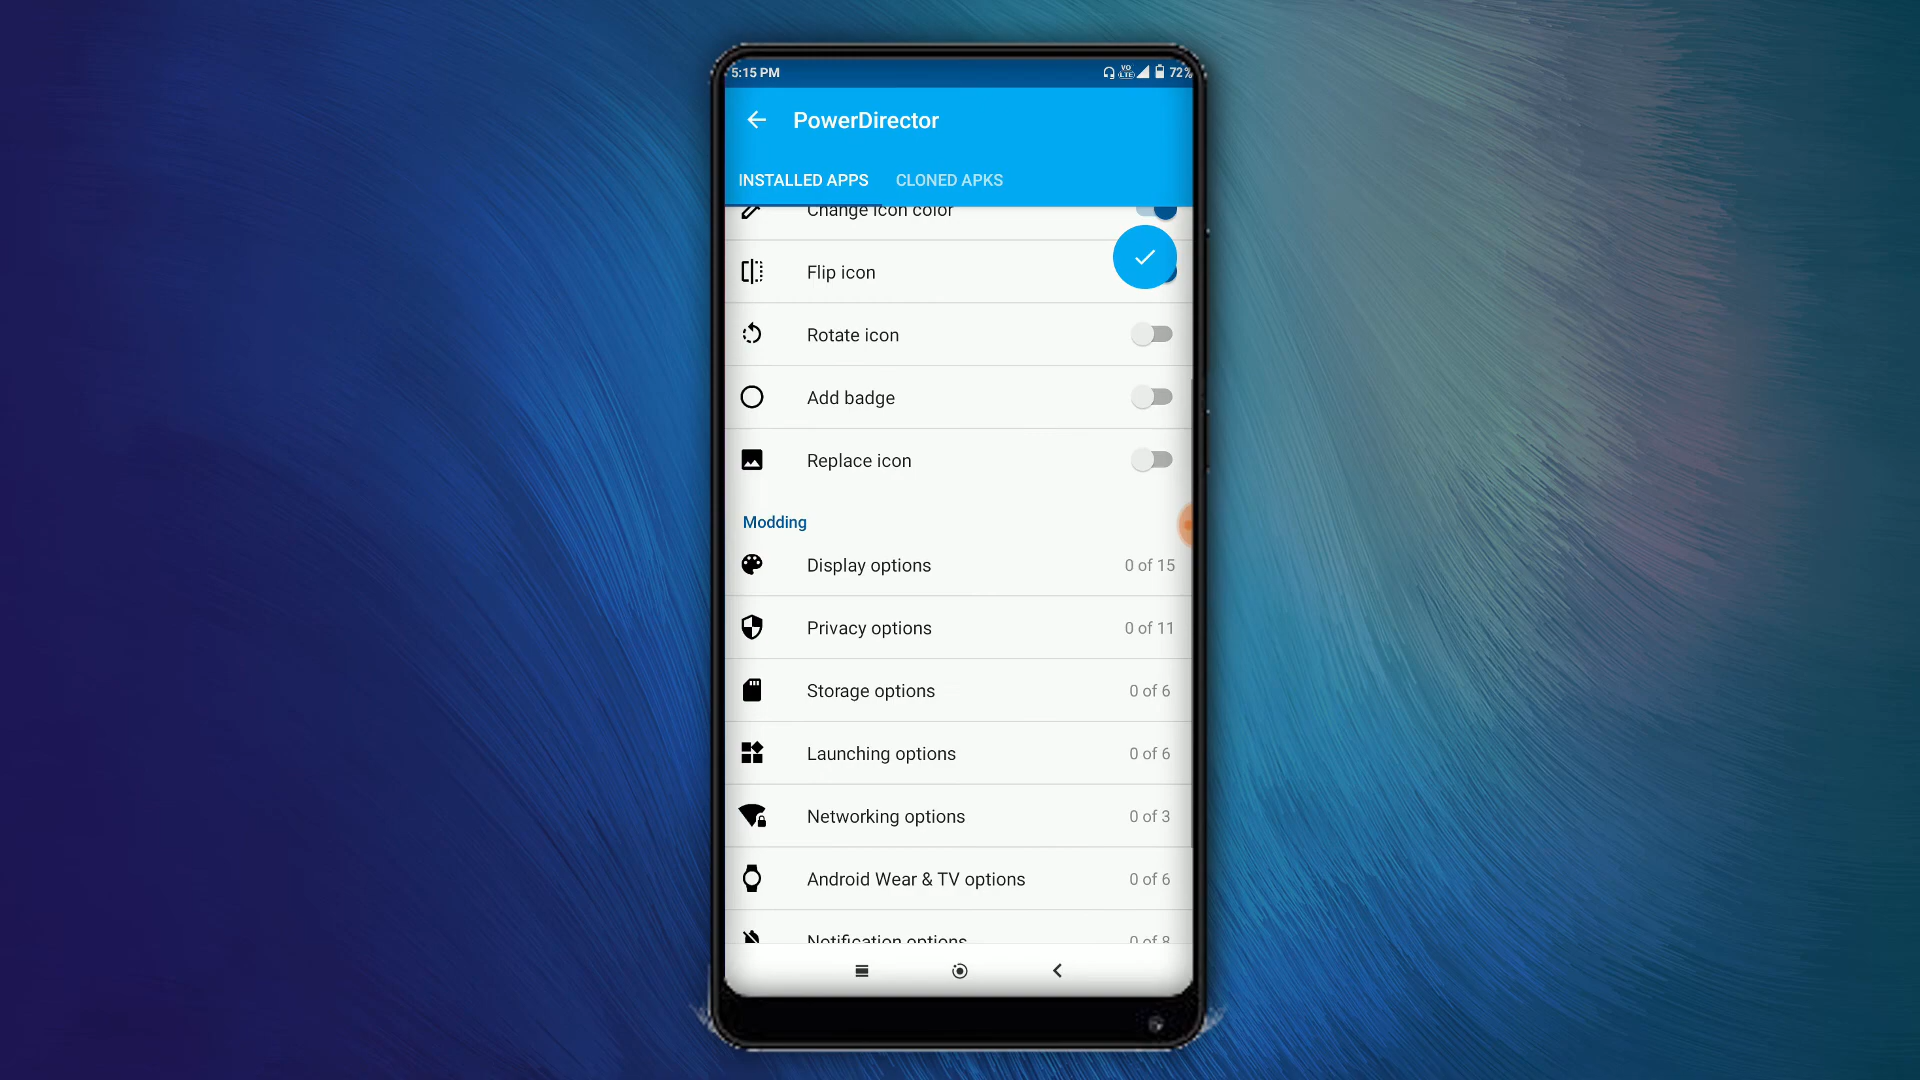 5:15 PM VO LTE 72%
PowerDirector
INSTALLED APPS CLONED APKS
Change icon color
Flip icon
Rotate icon
Add badge
Replace icon
Modding
Display options 0 of 15
Privacy options 0 of 11
Storage options 0 of 6
Launching options 0 of 6
Networking options 0 of 3
Android Wear & TV options 0 of 6
Notification options 0 of 8